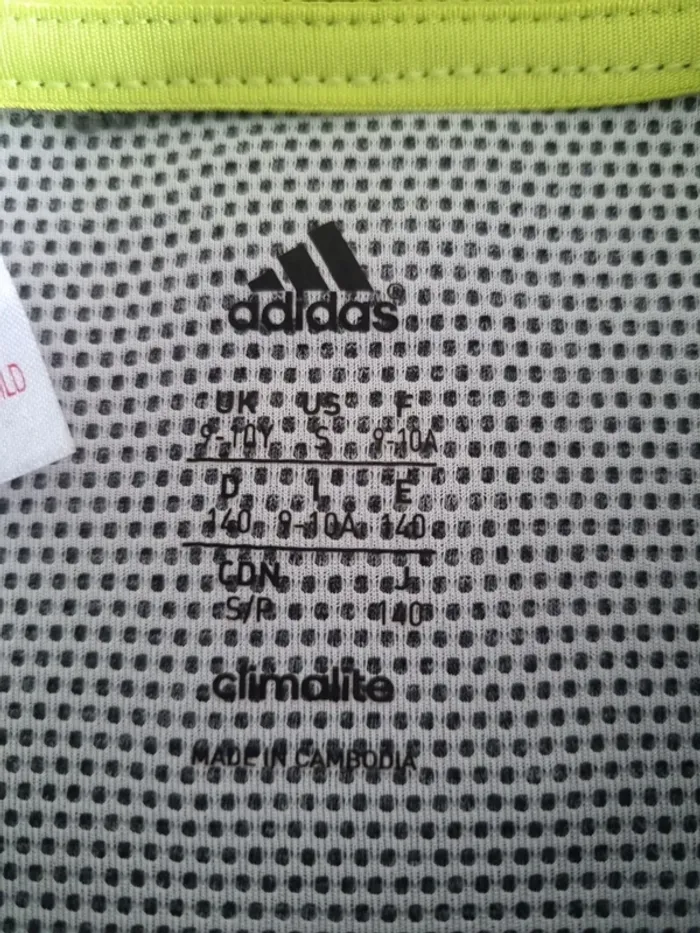 adidas®
UK US F
9-10Y S 9-10A
D I E
140 9-10A 140
CDN J
S/P 140
climalite
MADE IN CAMBODIA